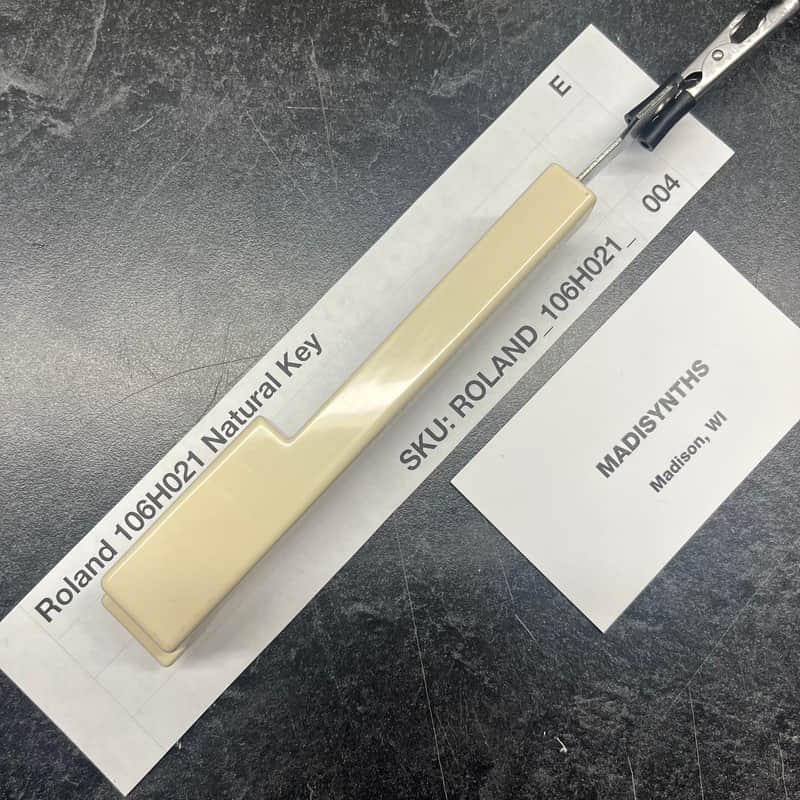 Roland 106H021 Natural Key
E
SKU: ROLAND_106H021_ 004
MADISYNTHS
Madison, WI